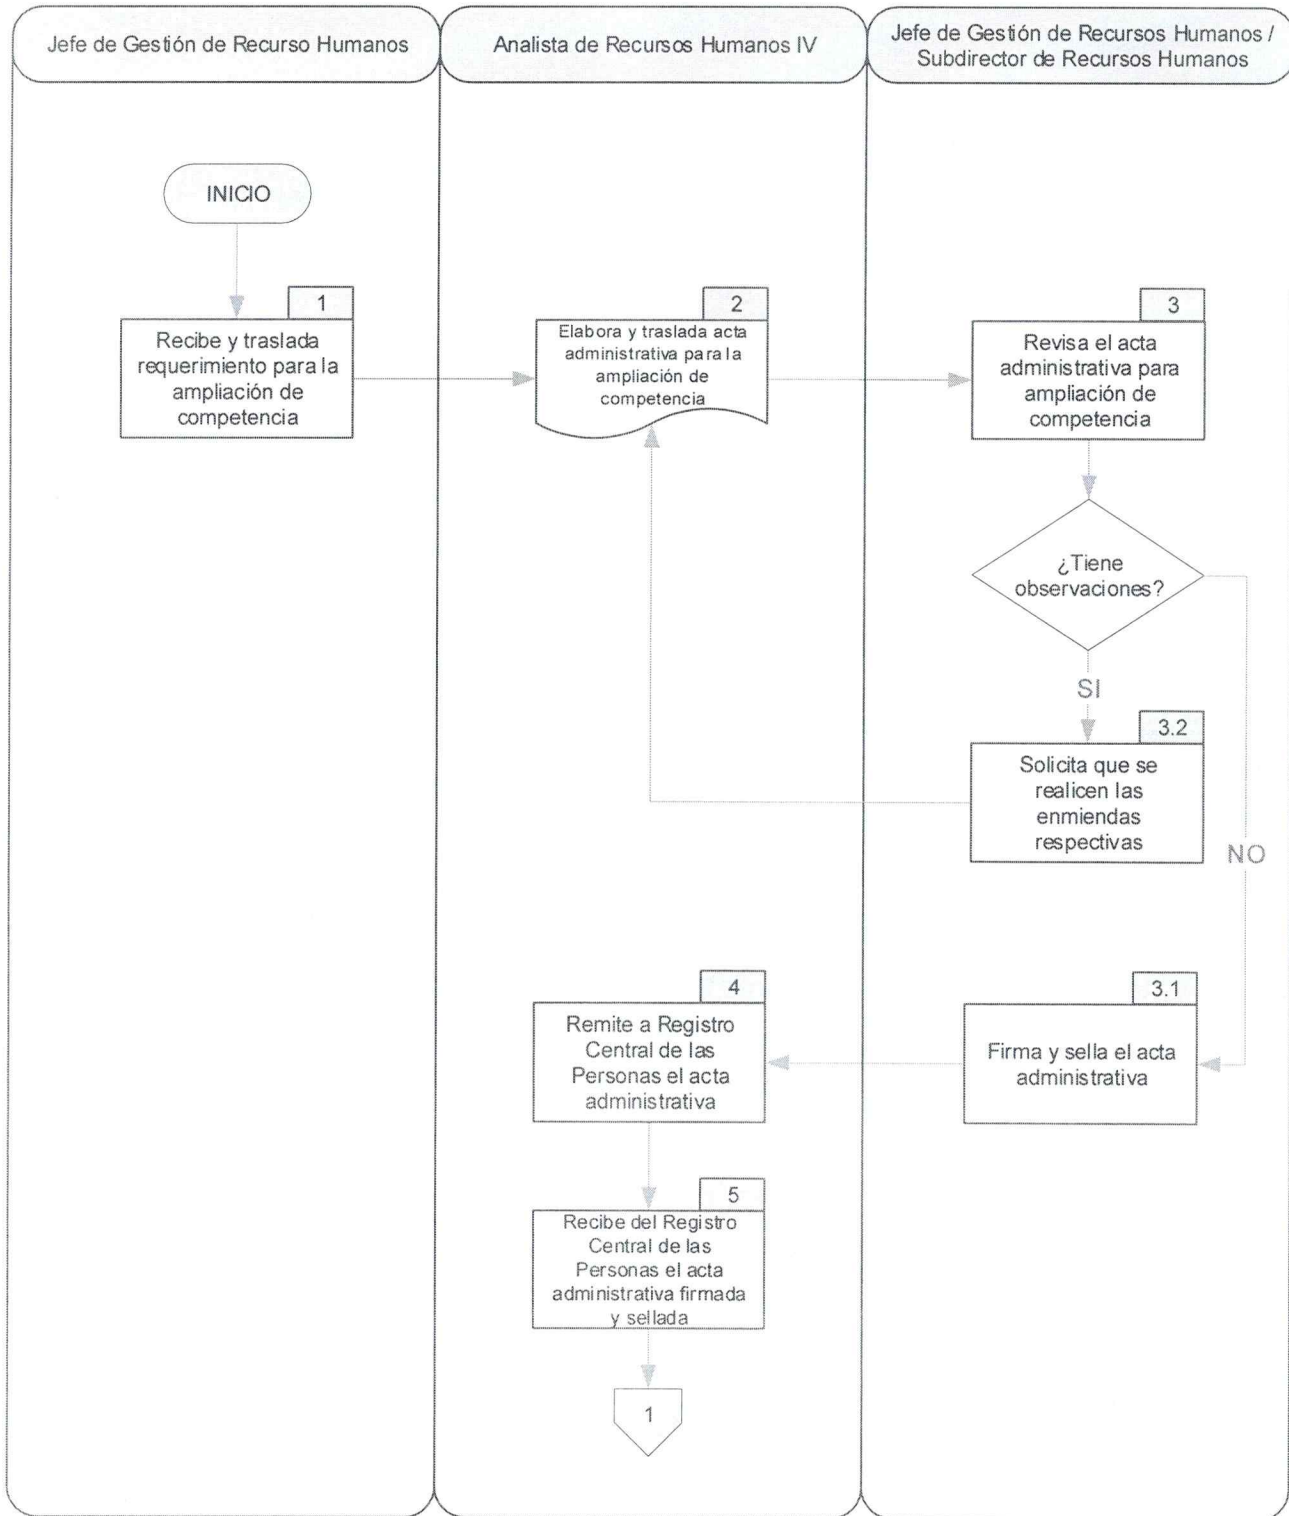 Jefe de Gestión de Recurso Humanos
Analista de Recursos Humanos IV
Jefe de Gestión de Recursos Humanos /
Subdirector de Recursos Humanos
INICIO
1
Recibe y traslada
requerimiento para la
ampliación de
competencia
2
Elabora y traslada acta
administrativa para la
ampliación de
competencia
3
Revisa el acta
administrativa para
ampliación de
competencia
¿Tiene
observaciones?
SI
3.2
Solicita que se
realicen las
enmiendas
respectivas
NO
3.1
Firma y sella el acta
administrativa
4
Remite a Registro
Central de las
Personas el acta
administrativa
5
Recibe del Registro
Central de las
Personas el acta
administrativa firmada
y sellada
1